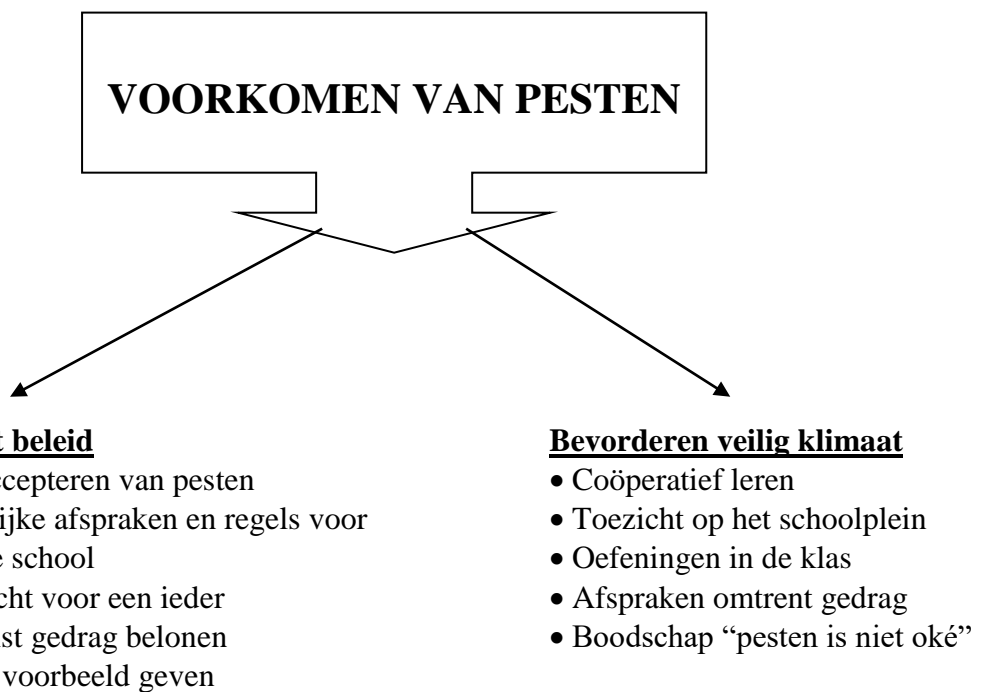 VOORKOMEN VAN PESTEN
beleid
van pesten
afspraken en regels voor
school
voor een ieder
gedrag belonen
voorbeeld geven
Bevorderen veilig klimaat
• Coöperatief leren
• Toezicht op het schoolplein
• Oefeningen in de klas
• Afspraken omtrent gedrag
• Boodschap “pesten is niet oké”